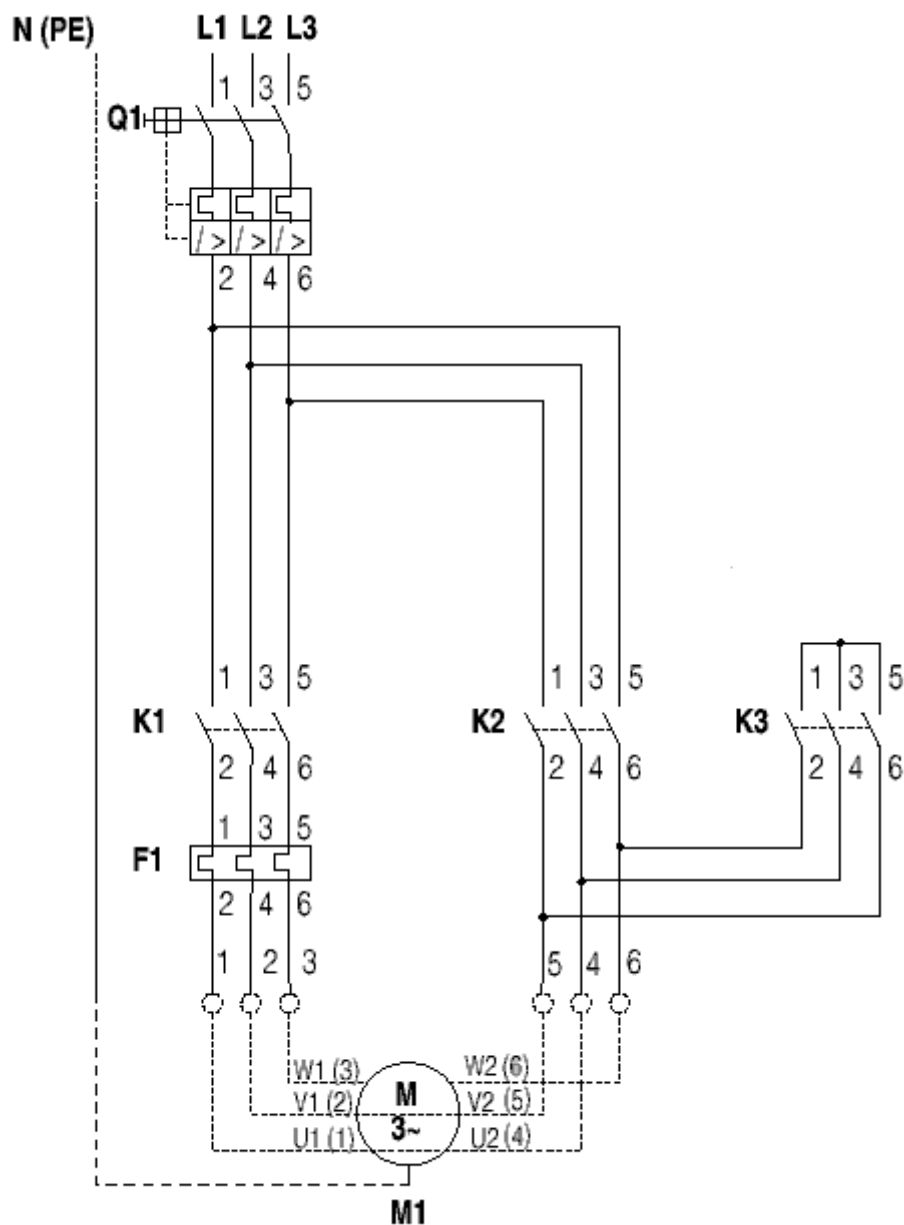 N (PE) L1 L2 L3
1 3 5
Q1
/> /> />
2 4 6
1 3 5 1 3 5 1 3 5
K1 K2 K3
2 4 6 2 4 6 2 4 6
1 3 5
F1
2 4 6
1 2 3 5 4 6
W1 (3) W2 (6)
M
V1 (2) V2 (5)
3~
U1 (1) U2 (4)
M1